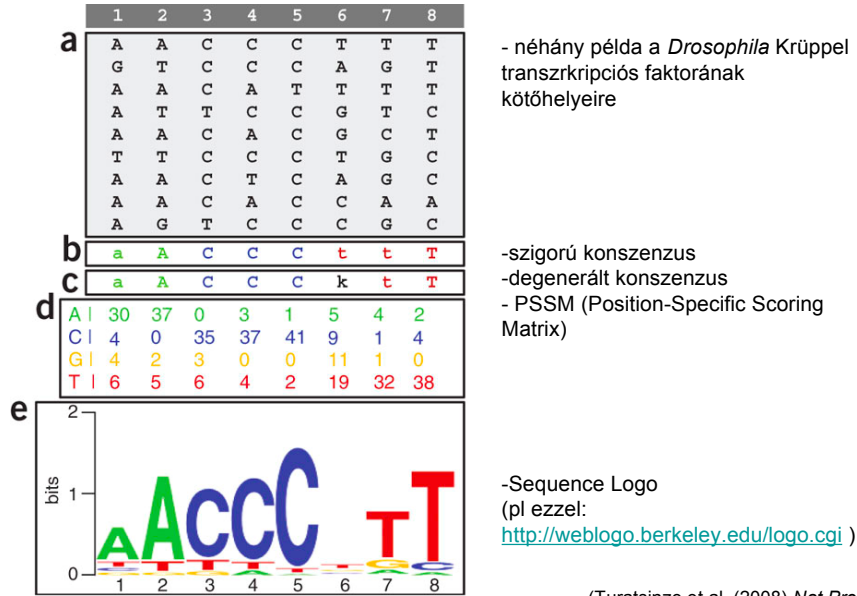 1 2 3 4 5 6 7 8
a
A A C C C T T T
G T C C C A G T
A A C A T T T T
A T T C C G T C
A A C A C G C T
T T C C C T G C
A A C T C A G C
A A C A C C A A
A G T C C C G C
- néhány példa a Drosophila Krüppel
transzrkripciós faktorának
kötőhelyeire
b a A C C C t t T
c a A C C C k t T
-szigorú konszenzus
-degenerált konszenzus
- PSSM (Position-Specific Scoring
Matrix)
d
A | 30 37 0 3 1 5 4 2
C | 4 0 35 37 41 9 1 4
G | 4 2 3 0 0 11 1 0
T | 6 5 6 4 2 19 32 38
e
2
bits
1
0
AACCC TT
1 2 3 4 5 6 7 8
-Sequence Logo
(pl ezzel:
http://weblogo.berkeley.edu/logo.cgi )